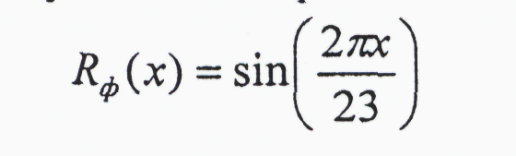 R_ϕ(x) = sin(2πx/23)